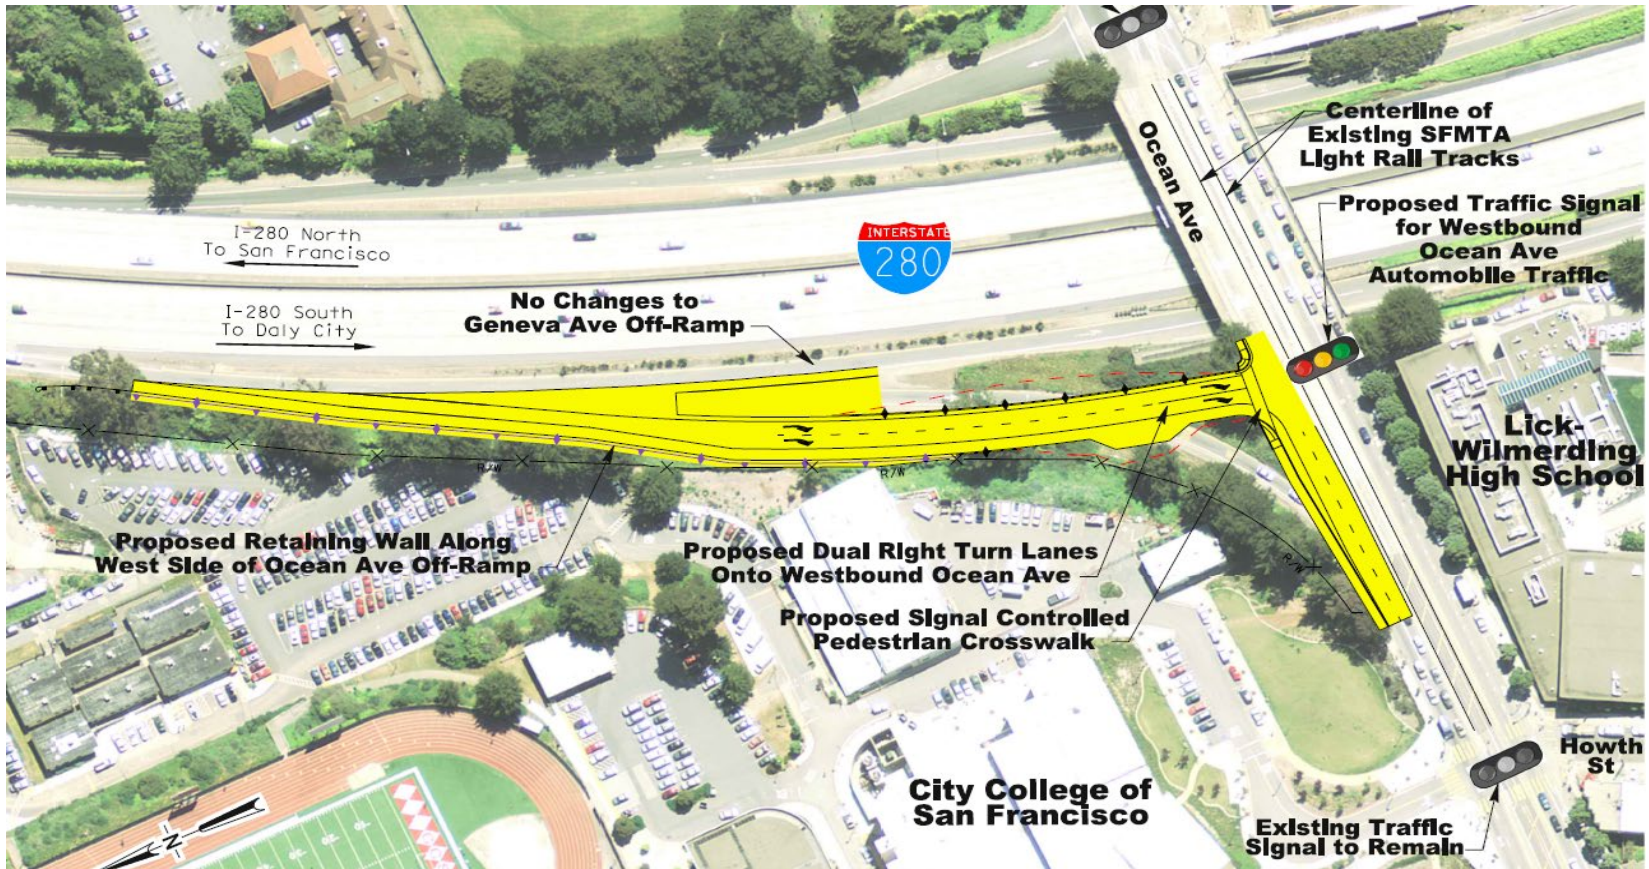 Ocean Ave
Centerline of
Existing SFMTA
Light Rail Tracks
Proposed Traffic Signal
for Westbound
Ocean Ave
Automobile Traffic
I-280 North
To San Francisco
INTERSTATE
280
No Changes to
Geneva Ave Off-Ramp
I-280 South
To Daly City
Lick-
Wilmerding
High School
R/W
R/W
R/W
Proposed Retaining Wall Along
West Side of Ocean Ave Off-Ramp
Proposed Dual Right Turn Lanes
Onto Westbound Ocean Ave
Proposed Signal Controlled
Pedestrian Crosswalk
City College of
San Francisco
Howth
St
Existing Traffic
Signal to Remain
N